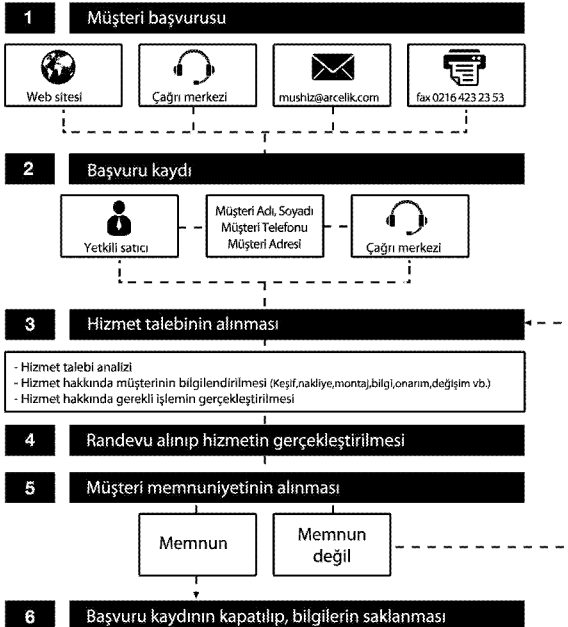 1 Müşteri başvurusu
Web sitesi
Çağrı merkezi
mushiz@arcelik.com
fax 0216 423 23 53
2 Başvuru kaydı
Yetkili satıcı
Müşteri Adı, Soyadı
Müşteri Telefonu
Müşteri Adresi
Çağrı merkezi
3 Hizmet talebinin alınması
- Hizmet talebi analizi
- Hizmet hakkında müşterinin bilgilendirilmesi (Keşif,nakliye,montaj,bilgi,onarım,değişim vb.)
- Hizmet hakkında gerekli işlemin gerçekleştirilmesi
4 Randevu alınıp hizmetin gerçekleştirilmesi
5 Müşteri memnuniyetinin alınması
Memnun
Memnun
değil
6 Başvuru kaydının kapatılıp, bilgilerin saklanması